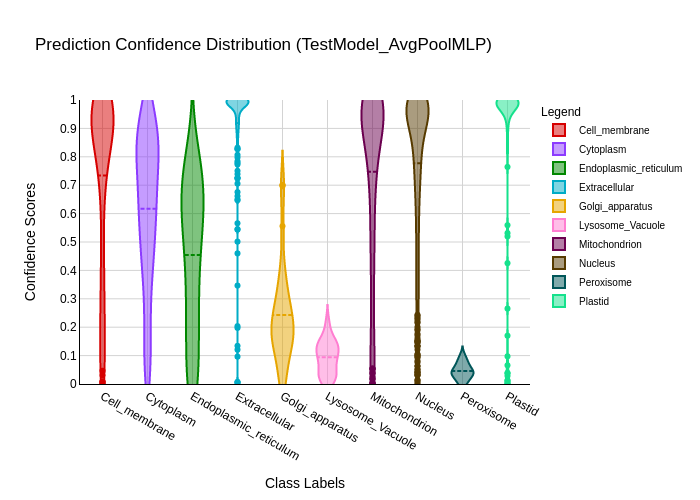 Prediction Confidence Distribution (TestModel_AvgPoolMLP)
Legend
Cell_membrane
Cytoplasm
Endoplasmic_reticulum
Extracellular
Golgi_apparatus
Lysosome_Vacuole
Mitochondrion
Nucleus
Peroxisome
Plastid
Confidence Scores
1
0.9
0.8
0.7
0.6
0.5
0.4
0.3
0.2
0.1
0
Cell_membrane
Cytoplasm
Endoplasmic_reticulum
Extracellular
Golgi_apparatus
Lysosome_Vacuole
Mitochondrion
Nucleus
Peroxisome
Plastid
Class Labels